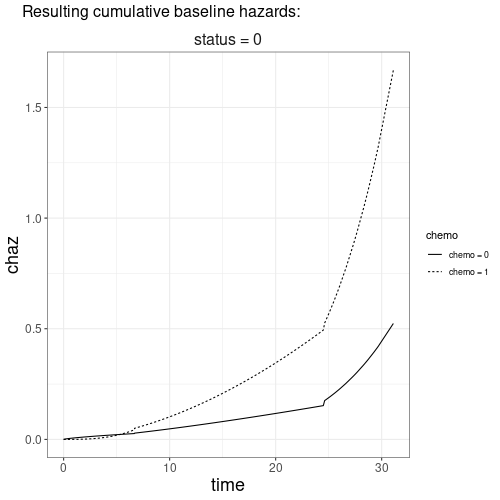 Resulting cumulative baseline hazards:
status = 0
chaz
1.5
1.0
0.5
0.0
0
10
20
30
time
chemo
chemo = 0
chemo = 1